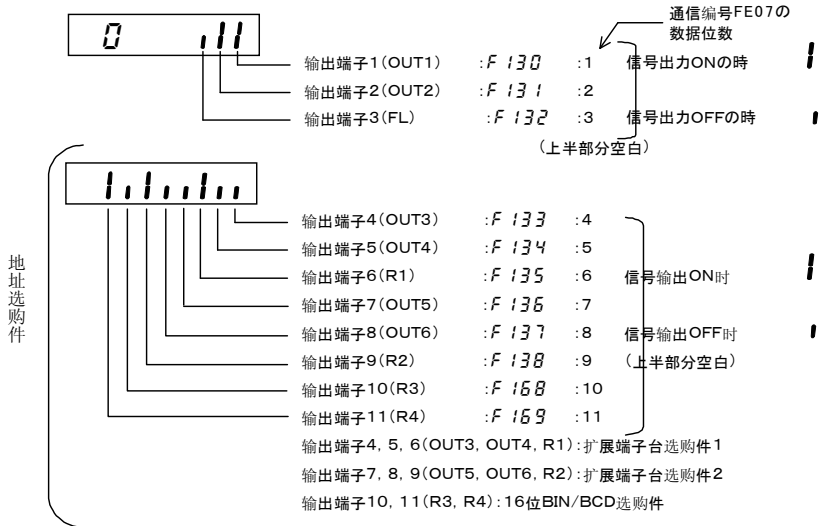 通信编号FE07の
数据位数
0 ı11
输出端子1(OUT1) :F130 :1 信号出力ONの時
输出端子2(OUT2) :F131 :2
输出端子3(FL) :F132 :3 信号出力OFFの時
(上半部分空白)
地址选购件
输出端子4(OUT3) :F133 :4
输出端子5(OUT4) :F134 :5
输出端子6(R1) :F135 :6 信号输出ON时
输出端子7(OUT5) :F136 :7
输出端子8(OUT6) :F137 :8 信号输出OFF时
输出端子9(R2) :F138 :9 (上半部分空白)
输出端子10(R3) :F168 :10
输出端子11(R4) :F169 :11
输出端子4, 5, 6(OUT3, OUT4, R1):扩展端子台选购件1
输出端子7, 8, 9(OUT5, OUT6, R2):扩展端子台选购件2
输出端子10, 11(R3, R4):16位BIN/BCD选购件